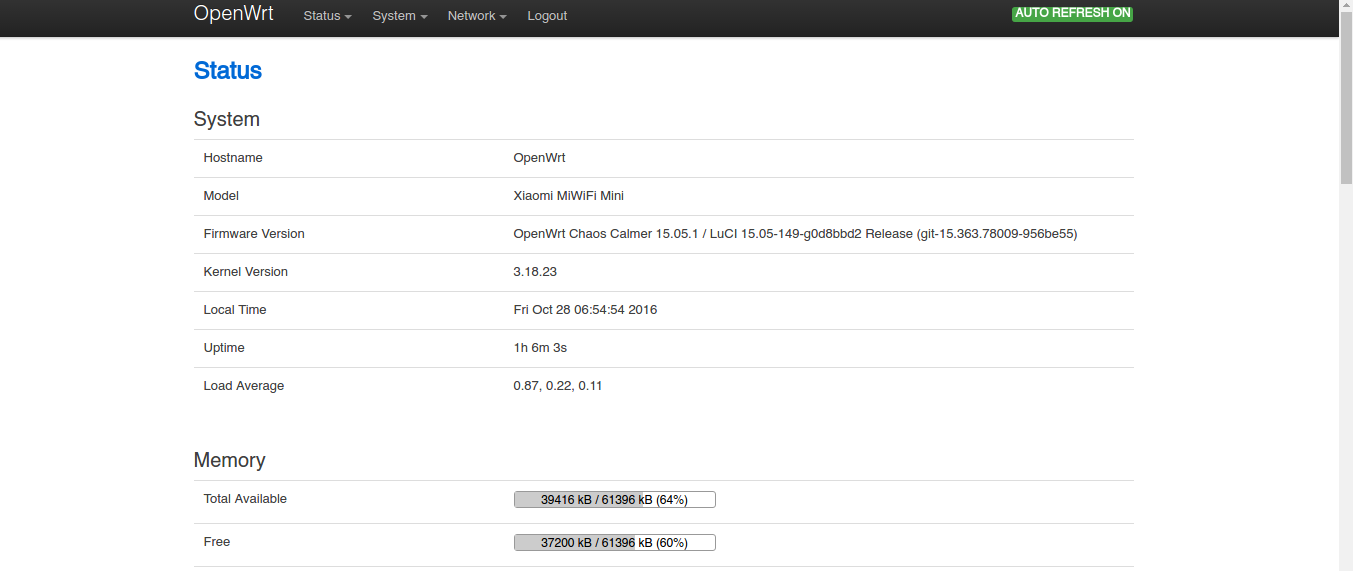 OpenWrt Status System Network Logout AUTO REFRESH ON
Status
System
Hostname OpenWrt
Model Xiaomi MiWiFi Mini
Firmware Version OpenWrt Chaos Calmer 15.05.1 / LuCI 15.05-149-g0d8bbd2 Release (git-15.363.78009-956be55)
Kernel Version 3.18.23
Local Time Fri Oct 28 06:54:54 2016
Uptime 1h 6m 3s
Load Average 0.87, 0.22, 0.11
Memory
Total Available 39416 kB / 61396 kB (64%)
Free 37200 kB / 61396 kB (60%)